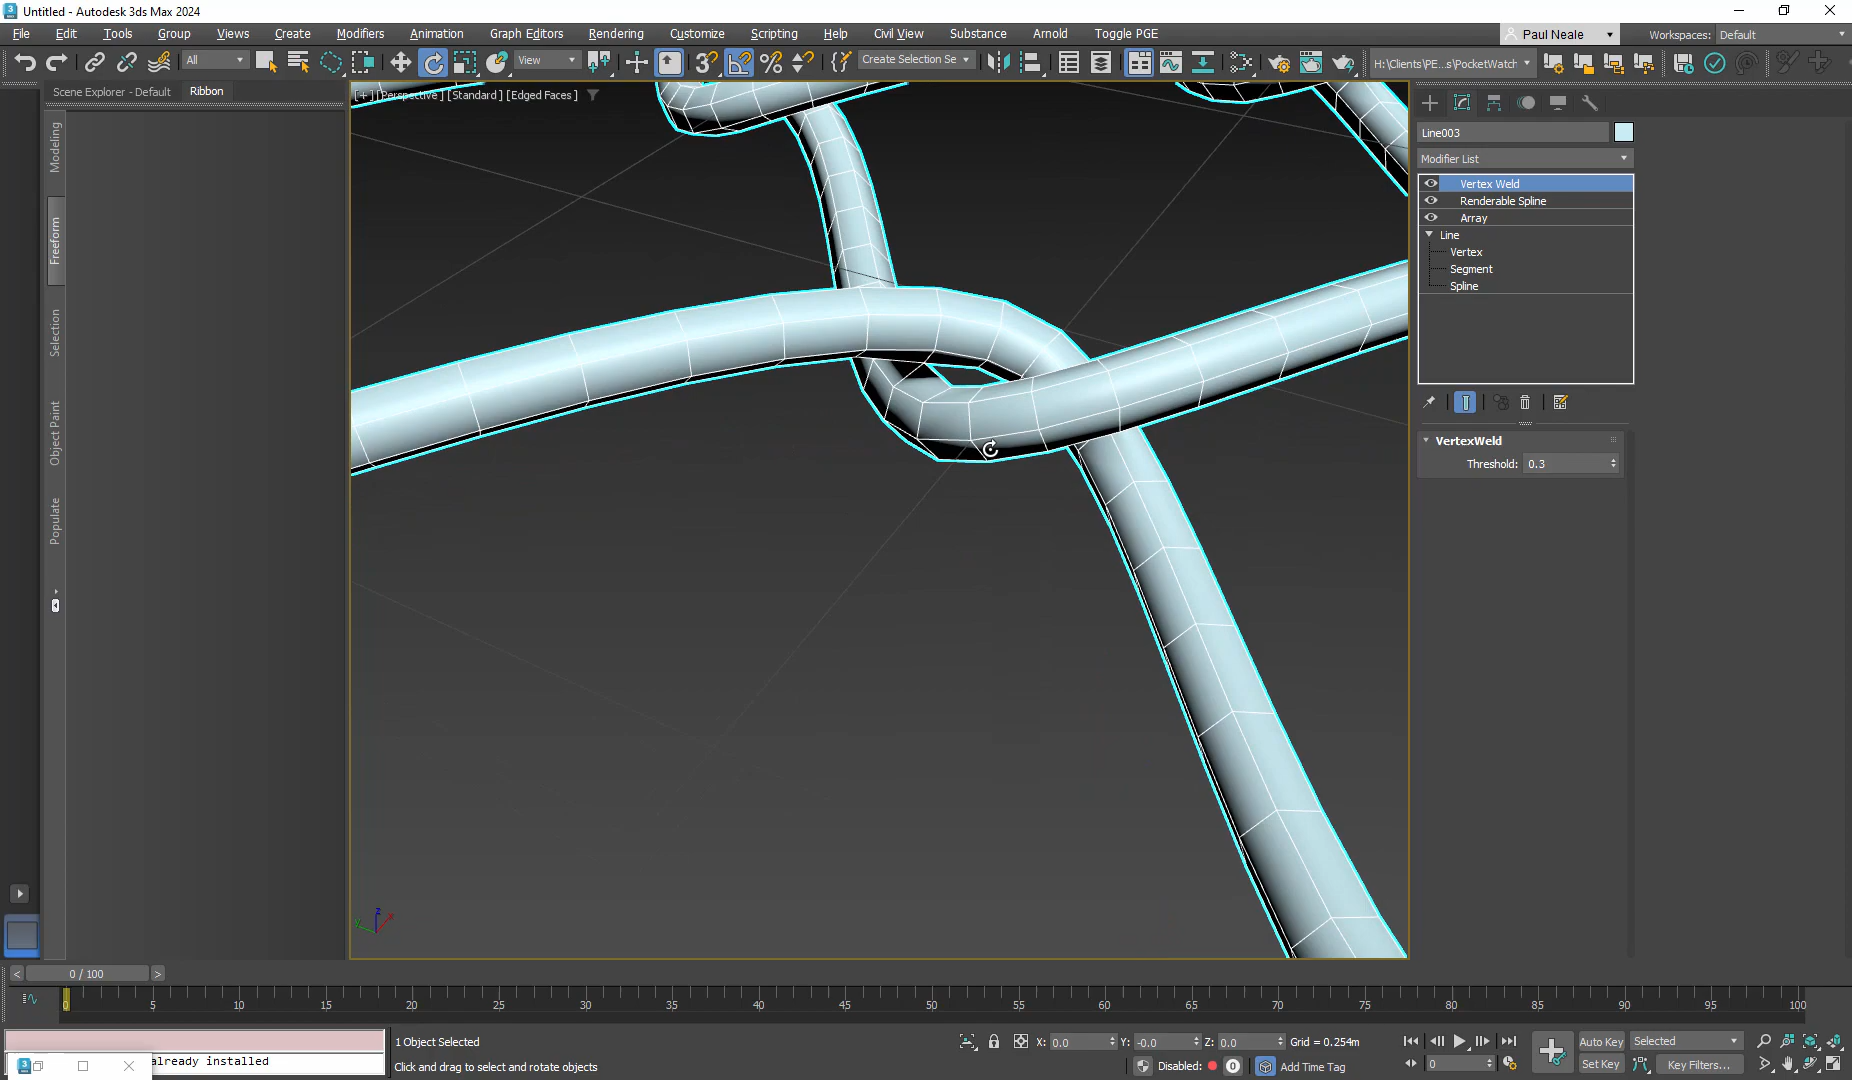 Untitled - Autodesk 3ds Max 2024
File Edit Tools Group Views Create Modifiers Animation Graph Editors Rendering Customize Scripting Help Civil View Substance Arnold Toggle PGE Paul Neale Workspaces: Default
All View Create Selection Se H:\Clients\PE...s\PocketWatch
Scene Explorer - Default Ribbon
[+] [Perspective ] [Standard ] [Edged Faces ]
Modeling
Freeform
Selection
Object Paint
Populate
Line003
Modifier List
Vertex Weld
Renderable Spline
Array
Line
Vertex
Segment
Spline
VertexWeld
Threshold: 0.3
z
y x
0 / 100
0 5 10 15 20 25 30 35 40 45 50 55 60 65 70 75 80 85 90 95 100
1 Object Selected X: 0.0 Y: -0.0 Z: 0.0 Grid = 0.254m Auto Key Selected
already installed Click and drag to select and rotate objects Disabled: 0 Add Time Tag 0 Set Key Key Filters...